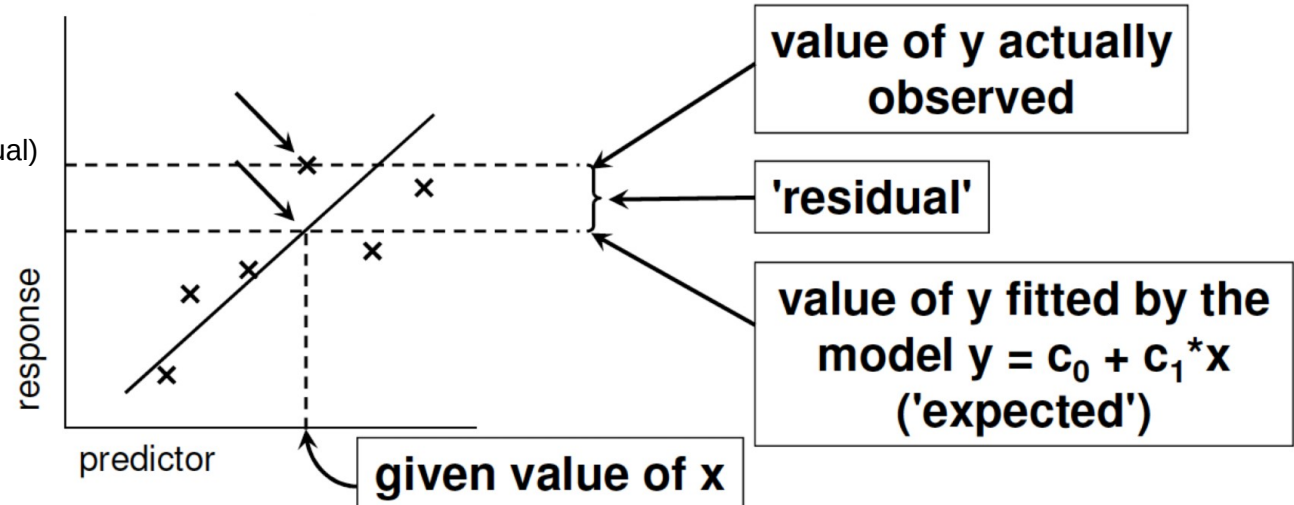 value of y actually
observed
ual)
'residual'
value of y fitted by the
model y = c₀ + c₁*x
('expected')
response
predictor
given value of x